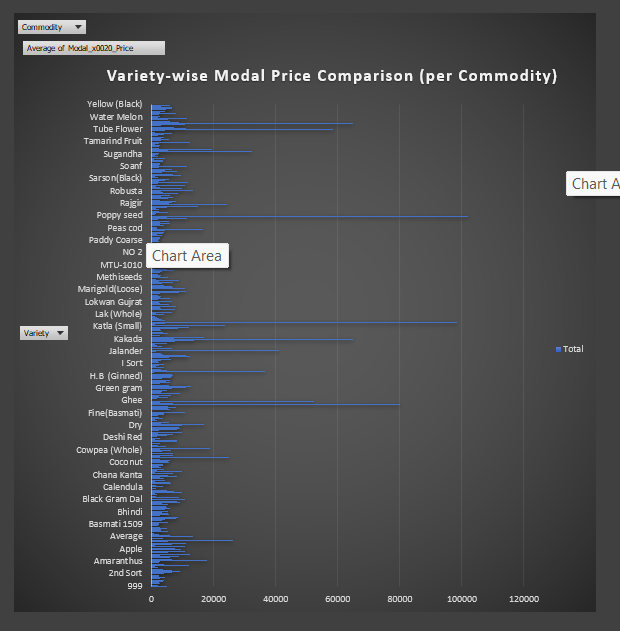 Commodity
Average of Modal_x0020_Price
Variety-wise Modal Price Comparison (per Commodity)
Yellow (Black)
Water Melon
Tube Flower
Tamarind Fruit
Sugandha
Soanf
Chart A
Sarson(Black)
Robusta
Rajgir
Poppy seed
Peas cod
Paddy Coarse
NO 2
Chart Area
MTU-1010
Methiseeds
Marigold(Loose)
Lokwan Gujrat
Lak (Whole)
Katla (Small)
Variety
Kakada
Total
Jalander
I Sort
H.B (Ginned)
Green gram
Ghee
Fine(Basmati)
Dry
Deshi Red
Cowpea (Whole)
Coconut
Chana Kanta
Calendula
Black Gram Dal
Bhindi
Basmati 1509
Average
Apple
Amaranthus
2nd Sort
999
0 20000 40000 60000 80000 100000 120000